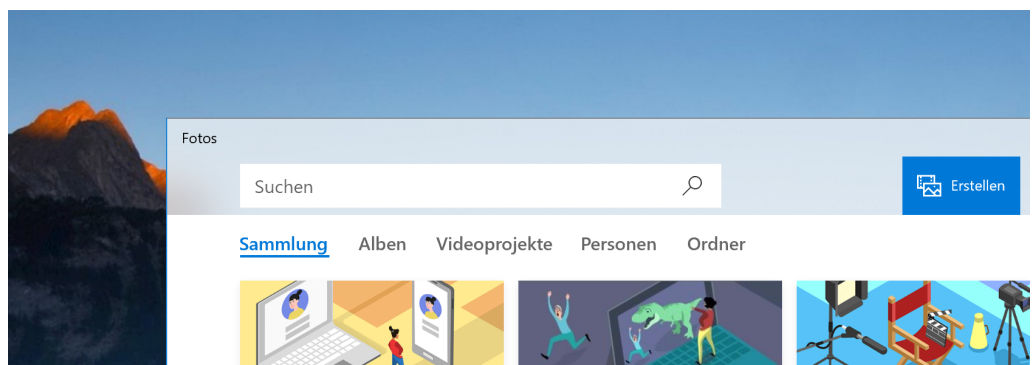 Fotos
Suchen
Erstellen
Sammlung Alben Videoprojekte Personen Ordner